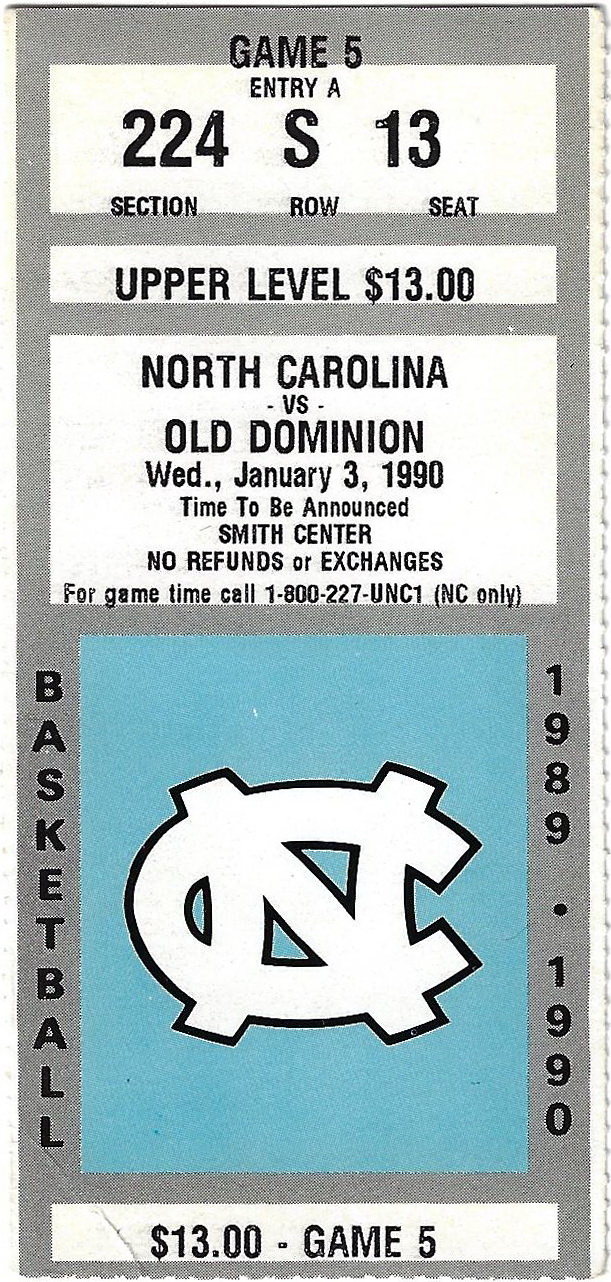 GAME 5
ENTRY A
224 S 13
SECTION ROW SEAT
UPPER LEVEL $13.00
NORTH CAROLINA
- VS -
OLD DOMINION
Wed., January 3, 1990
Time To Be Announced
SMITH CENTER
NO REFUNDS or EXCHANGES
For game time call 1-800-227-UNC1 (NC only)
BASKETBALL
1989 • 1990
NC
$13.00 - GAME 5